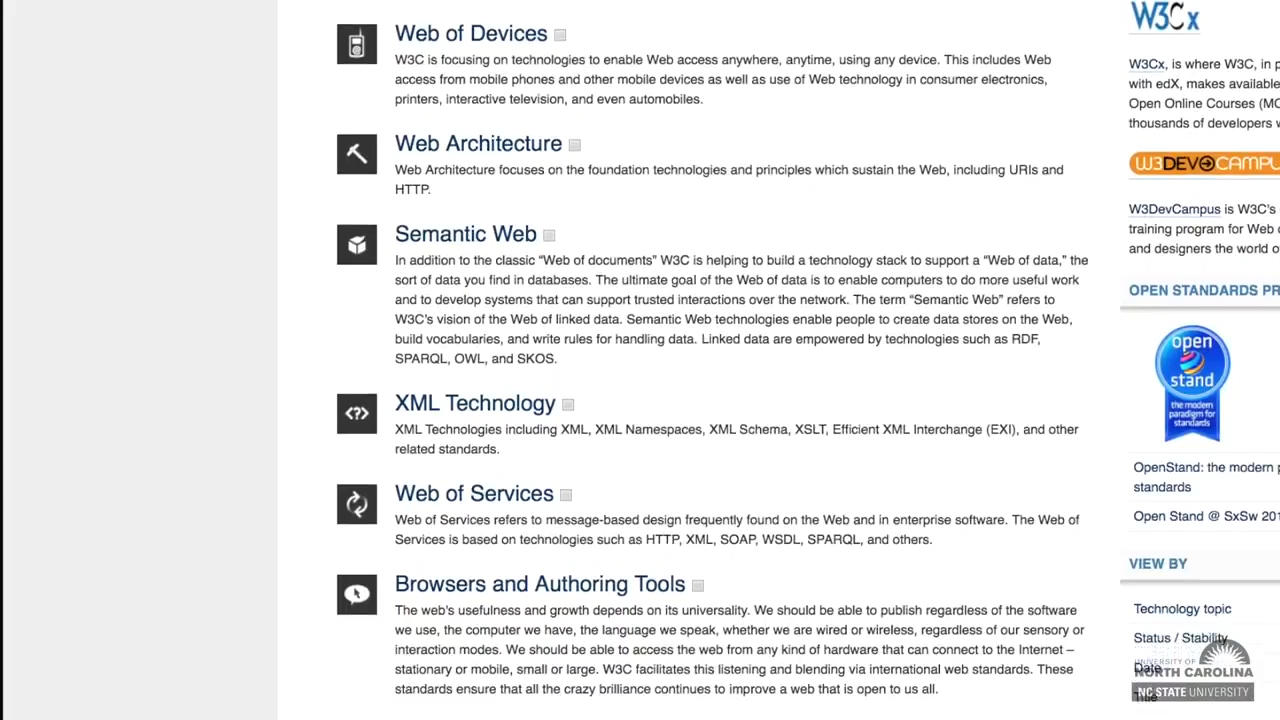 Web of Devices
W3C is focusing on technologies to enable Web access anywhere, anytime, using any device. This includes Web
access from mobile phones and other mobile devices as well as use of Web technology in consumer electronics,
printers, interactive television, and even automobiles.
Web Architecture
Web Architecture focuses on the foundation technologies and principles which sustain the Web, including URIs and
HTTP.
Semantic Web
In addition to the classic “Web of documents” W3C is helping to build a technology stack to support a “Web of data,” the
sort of data you find in databases. The ultimate goal of the Web of data is to enable computers to do more useful work
and to develop systems that can support trusted interactions over the network. The term “Semantic Web” refers to
W3C’s vision of the Web of linked data. Semantic Web technologies enable people to create data stores on the Web,
build vocabularies, and write rules for handling data. Linked data are empowered by technologies such as RDF,
SPARQL, OWL, and SKOS.
<?>
XML Technology
XML Technologies including XML, XML Namespaces, XML Schema, XSLT, Efficient XML Interchange (EXI), and other
related standards.
Web of Services
Web of Services refers to message-based design frequently found on the Web and in enterprise software. The Web of
Services is based on technologies such as HTTP, XML, SOAP, WSDL, SPARQL, and others.
Browsers and Authoring Tools
The web's usefulness and growth depends on its universality. We should be able to publish regardless of the software
we use, the computer we have, the language we speak, whether we are wired or wireless, regardless of our sensory or
interaction modes. We should be able to access the web from any kind of hardware that can connect to the Internet –
stationary or mobile, small or large. W3C facilitates this listening and blending via international web standards. These
standards ensure that all the crazy brilliance continues to improve a web that is open to us all.
W3Cx
W3Cx, is where W3C, in p
with edX, makes available
Open Online Courses (MO
thousands of developers w
W3DEVCAMPU
W3DevCampus is W3C's
training program for Web
and designers the world o
OPEN STANDARDS PR
open
stand
the modern
paradigm for
standards
OpenStand: the modern p
standards
Open Stand @ SxSw 201
VIEW BY
Technology topic
Status / Stability
Date
Title
UNIVERSITY OF
NORTH CAROLINA
NC STATE UNIVERSITY